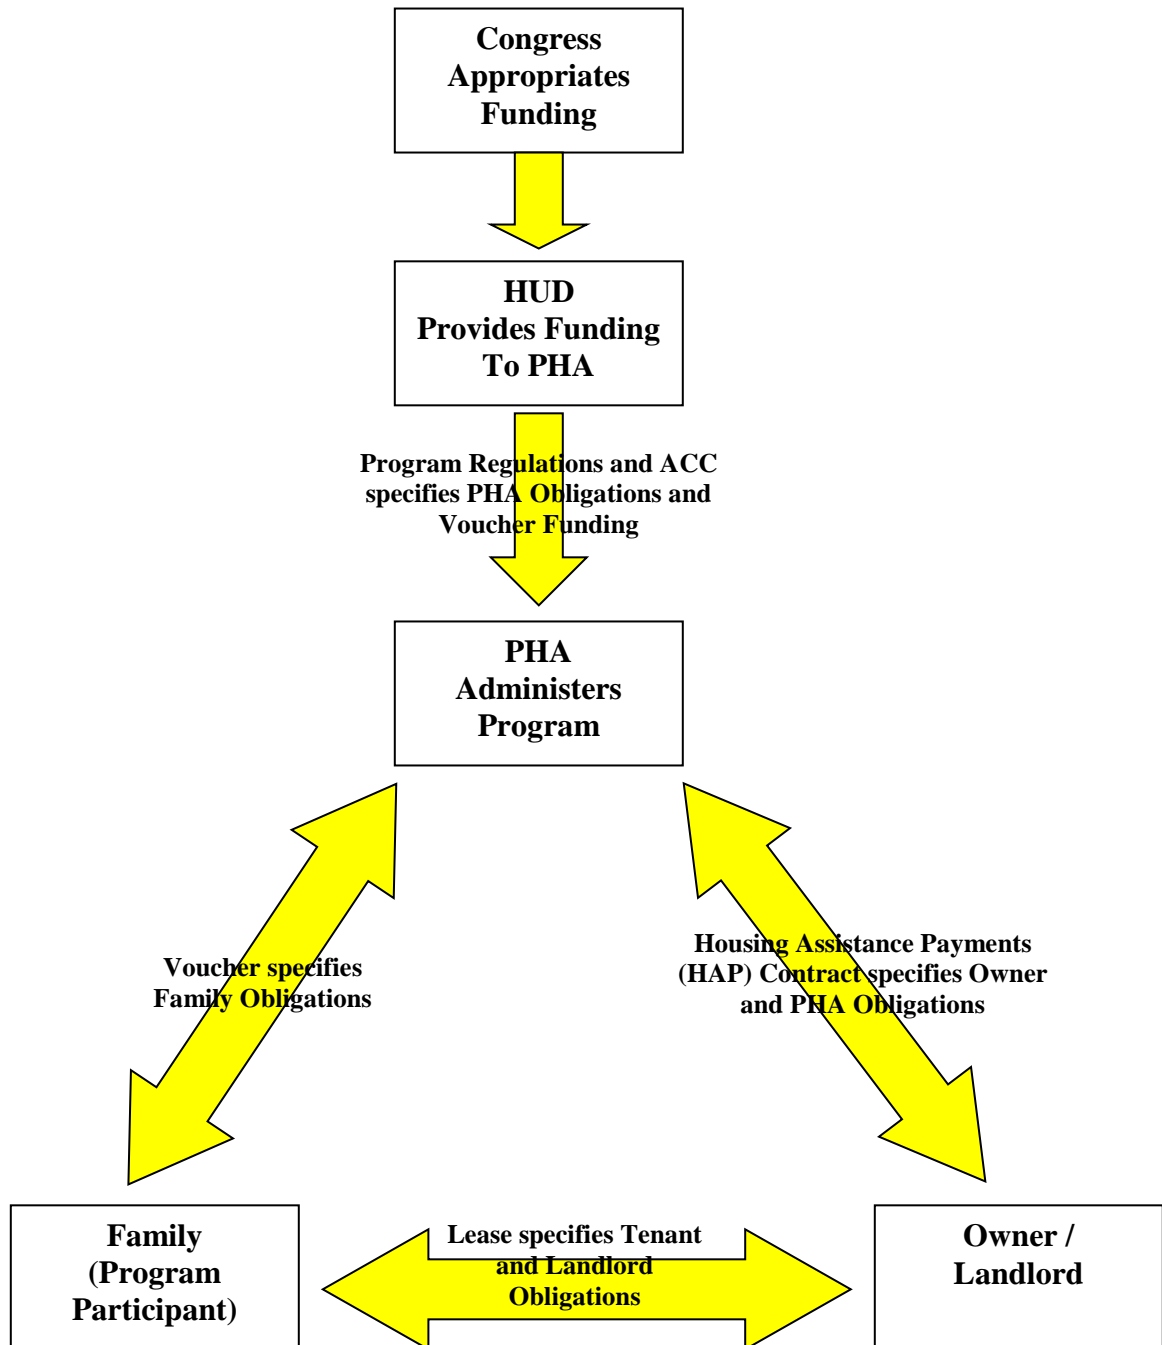 Congress
Appropriates
Funding
HUD
Provides Funding
To PHA
Program Regulations and ACC
specifies PHA Obligations and
Voucher Funding
PHA
Administers
Program
Voucher specifies
Family Obligations
Housing Assistance Payments
(HAP) Contract specifies Owner
and PHA Obligations
Family
(Program
Participant)
Lease specifies Tenant
and Landlord
Obligations
Owner /
Landlord